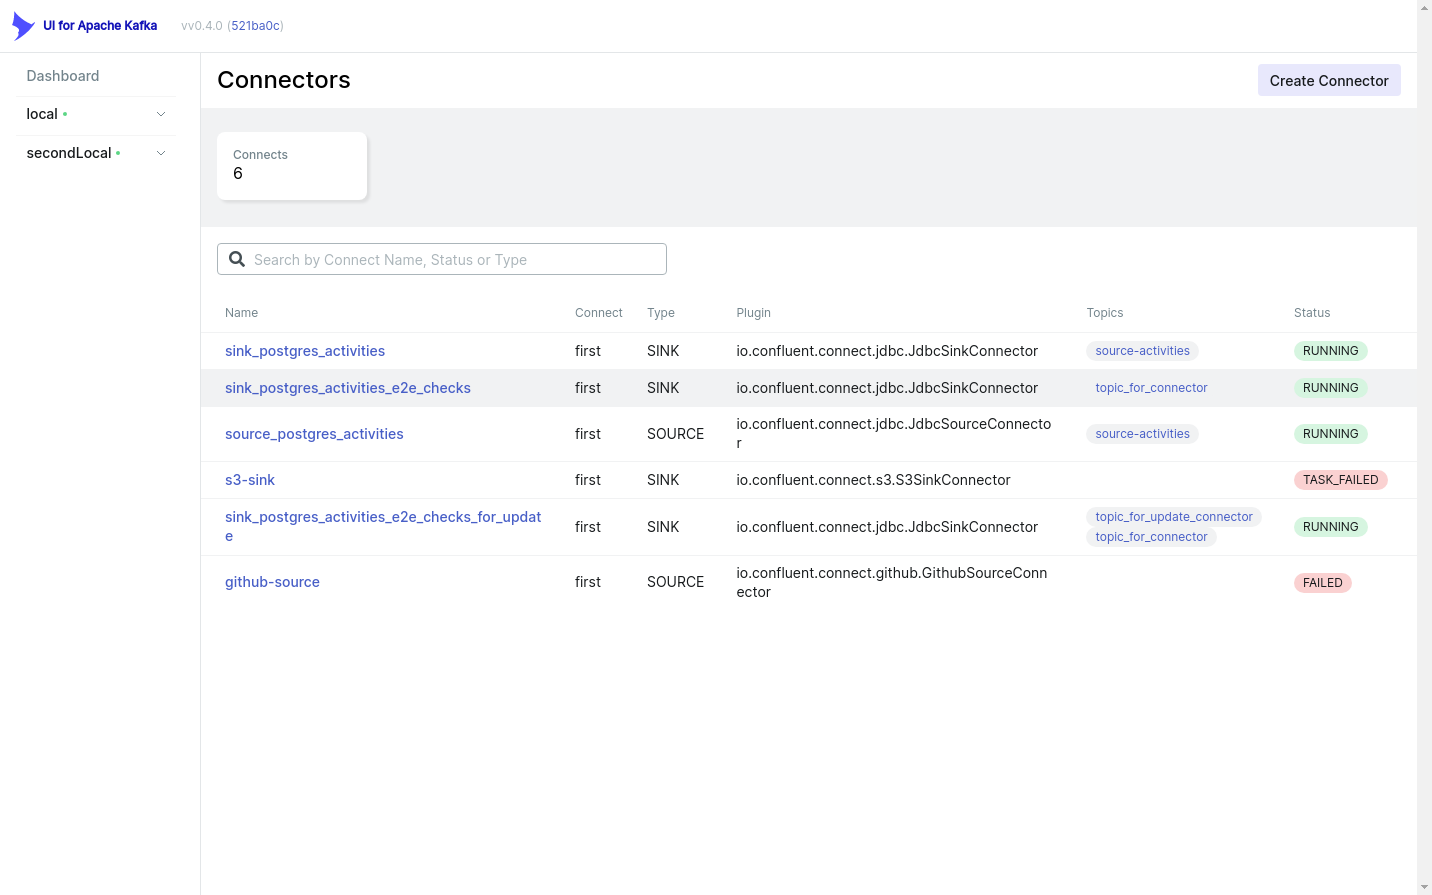 UI for Apache Kafka vv0.4.0 (521ba0c)
Dashboard
local
secondLocal
Connectors
Create Connector
Connects
6
Search by Connect Name, Status or Type
Name Connect Type Plugin Topics Status
sink_postgres_activities first SINK io.confluent.connect.jdbc.JdbcSinkConnector source-activities RUNNING
sink_postgres_activities_e2e_checks first SINK io.confluent.connect.jdbc.JdbcSinkConnector topic_for_connector RUNNING
source_postgres_activities first SOURCE io.confluent.connect.jdbc.JdbcSourceConnecto
r source-activities RUNNING
s3-sink first SINK io.confluent.connect.s3.S3SinkConnector TASK_FAILED
sink_postgres_activities_e2e_checks_for_updat
e first SINK io.confluent.connect.jdbc.JdbcSinkConnector topic_for_update_connector
topic_for_connector RUNNING
github-source first SOURCE io.confluent.connect.github.GithubSourceConn
ector FAILED